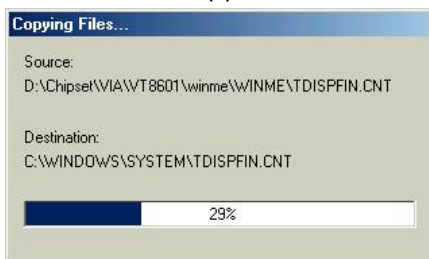 Copying Files...
Source:
D:\Chipset\VIA\VT8601\winme\WINME\TDISPFIN.CNT
Destination:
C:\WINDOWS\SYSTEM\TDISPFIN.CNT
29%